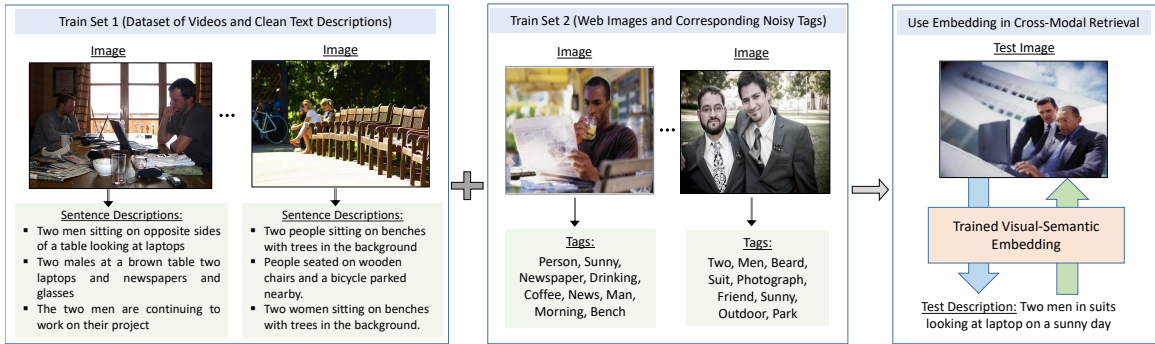 Train Set 1 (Dataset of Videos and Clean Text Descriptions)
Image
Image
...
Sentence Descriptions:
▪ Two men sitting on opposite sides
of a table looking at laptops
▪ Two males at a brown table two
laptops and newspapers and
glasses
▪ The two men are continuing to
work on their project
Sentence Descriptions:
▪ Two people sitting on benches
with trees in the background
▪ People seated on wooden
chairs and a bicycle parked
nearby.
▪ Two women sitting on benches
with trees in the background.
Train Set 2 (Web Images and Corresponding Noisy Tags)
Image
Image
...
Tags:
Person, Sunny,
Newspaper, Drinking,
Coffee, News, Man,
Morning, Bench
Tags:
Two, Men, Beard,
Suit, Photograph,
Friend, Sunny,
Outdoor, Park
Use Embedding in Cross-Modal Retrieval
Test Image
Trained Visual-Semantic
Embedding
Test Description: Two men in suits
looking at laptop on a sunny day